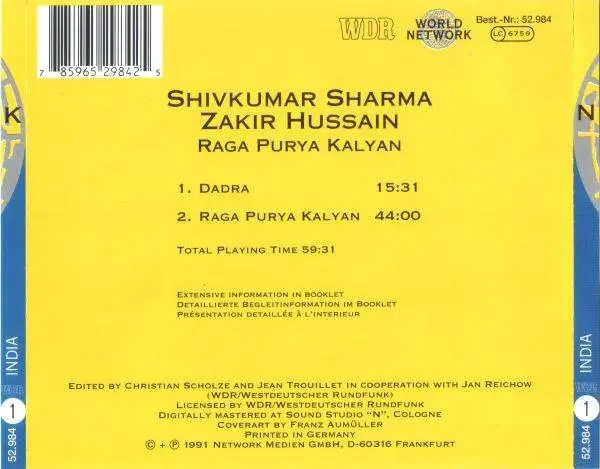 WDR
WORLD
NETWORK
Best.-Nr.: 52.984
LC 6759
7 85965 29842 5
K
N
SHIVKUMAR SHARMA
ZAKIR HUSSAIN
RAGA PURYA KALYAN
1. DADRA 15:31
2. RAGA PURYA KALYAN 44:00
TOTAL PLAYING TIME 59:31
EXTENSIVE INFORMATION IN BOOKLET
DETAILLIERTE BEGLEITINFORMATION IM BOOKLET
PRÉSENTATION DETAILLÉE À L'INTERIEUR
EDITED BY CHRISTIAN SCHOLZE AND JEAN TROUILLET IN COOPERATION WITH JAN REICHOW
(WDR/WESTDEUTSCHER RUNDFUNK)
LICENSED BY WDR/WESTDEUTSCHER RUNDFUNK
DIGITALLY MASTERED AT SOUND STUDIO "N", COLOGNE
COVERART BY FRANZ AUMÜLLER
PRINTED IN GERMANY
© + ℗ 1991 NETWORK MEDIEN GMBH, D-60316 FRANKFURT
INDIA
WDR
1
52.984
INDIA
WDR
1
52.984